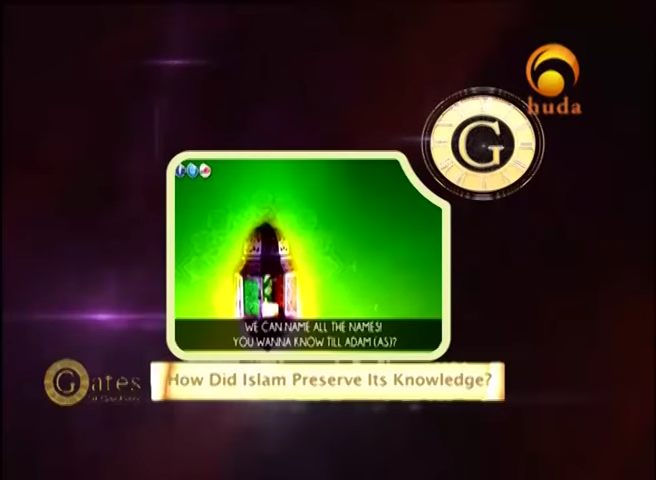 huda
G
WE CAN NAME ALL THE NAMES!
YOU WANNA KNOW TILL ADAM (AS)?
Gates
How Did Islam Preserve Its Knowledge?